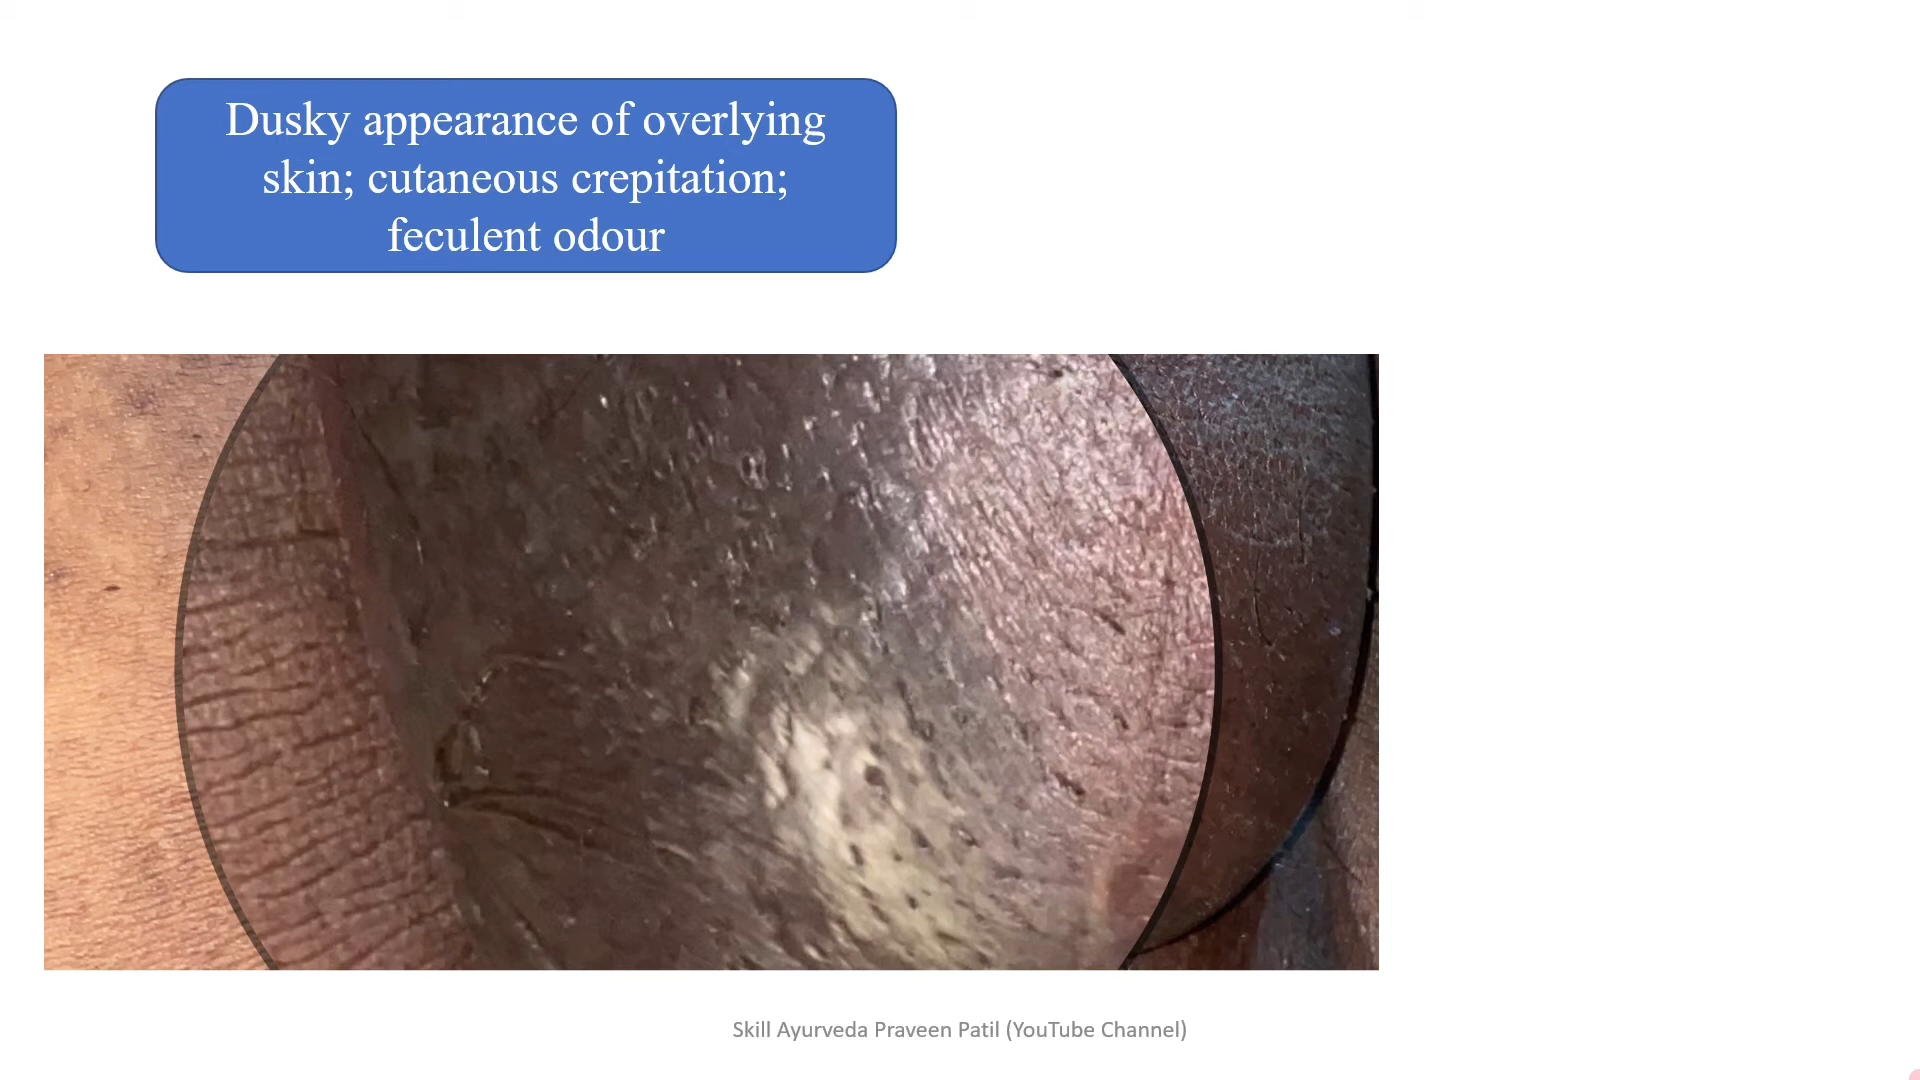 Dusky appearance of overlying
skin; cutaneous crepitation;
feculent odour
Skill Ayurveda Praveen Patil (YouTube Channel)